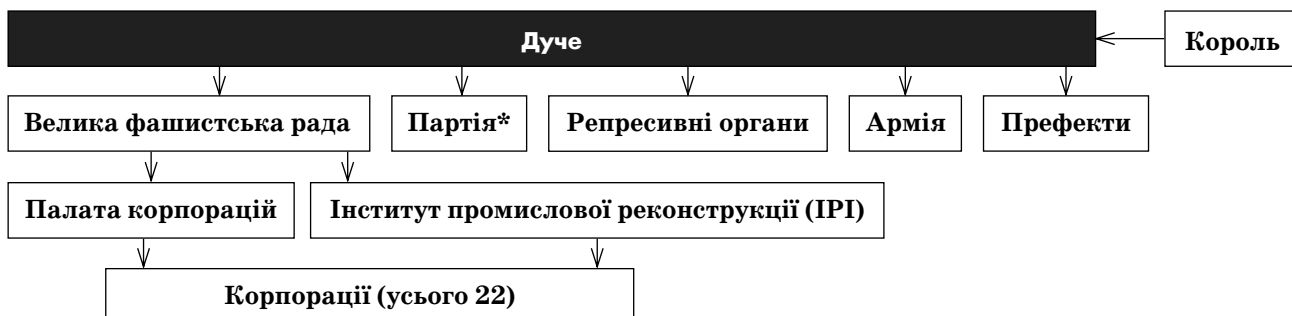 Дуче
Король
Велика фашистська рада
Партія*
Репресивні органи
Армія
Префекти
Палата корпорацій
Інститут промислової реконструкції (ІРІ)
Корпорації (усього 22)